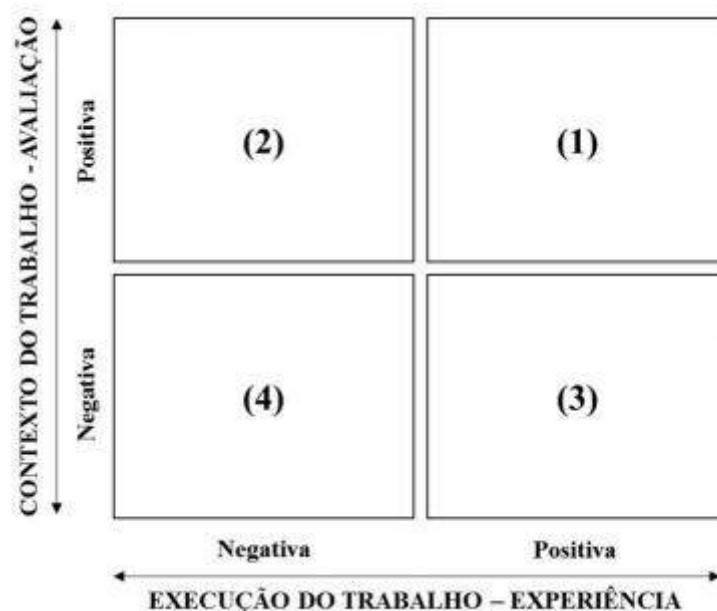 CONTEXTO DO TRABALHO - AVALIAÇÃO
Positiva
(2)
(1)
Negativa
(4)
(3)
Negativa
Positiva
EXECUÇÃO DO TRABALHO – EXPERIÊNCIA